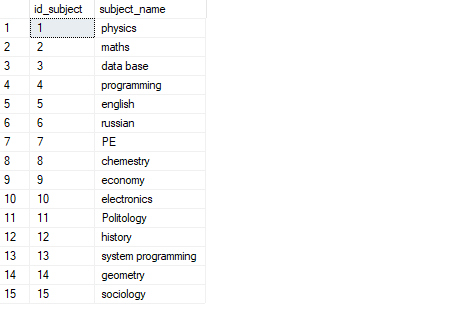 id_subject subject_name
1 1 physics
2 2 maths
3 3 data base
4 4 programming
5 5 english
6 6 russian
7 7 PE
8 8 chemestry
9 9 economy
10 10 electronics
11 11 Politology
12 12 history
13 13 system programming
14 14 geometry
15 15 sociology